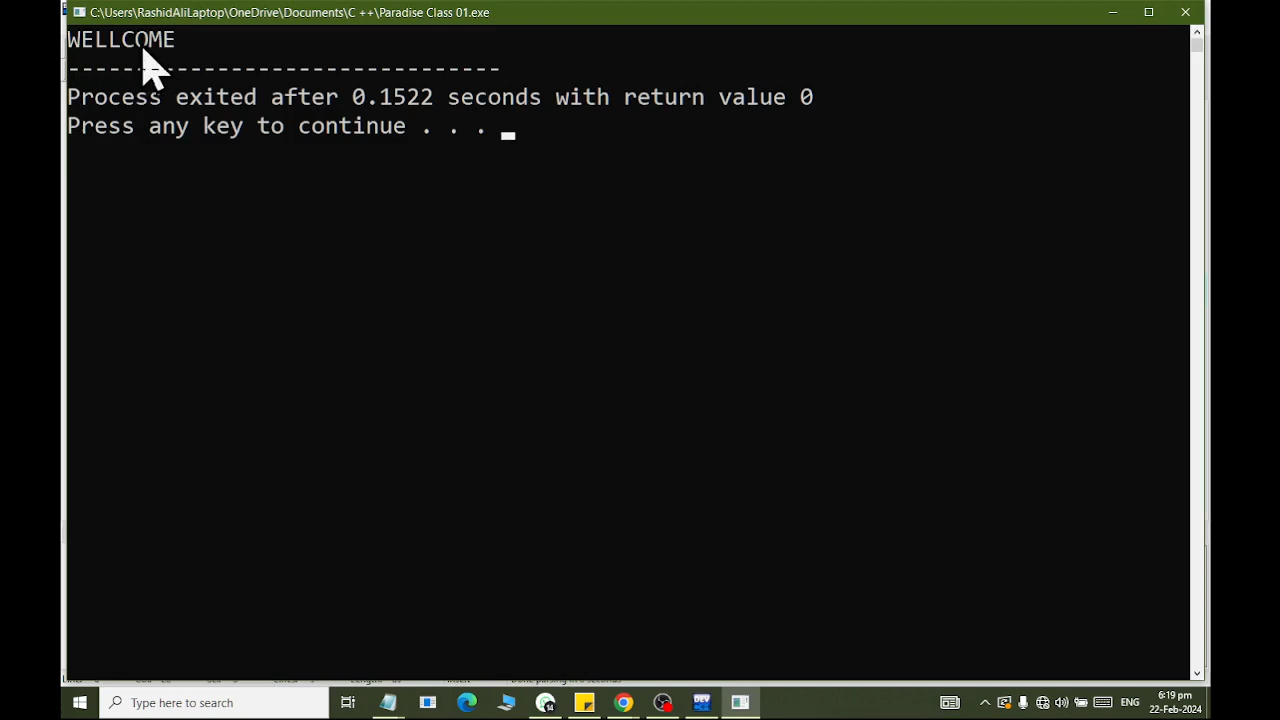 C:\Users\RashidAliLaptop\OneDrive\Documents\C ++\Paradise Class 01.exe
WELLCOME
--------------------------------
Process exited after 0.1522 seconds with return value 0
Press any key to continue . . .
Type here to search
DEV
ENG
6:19 pm
22-Feb-2024